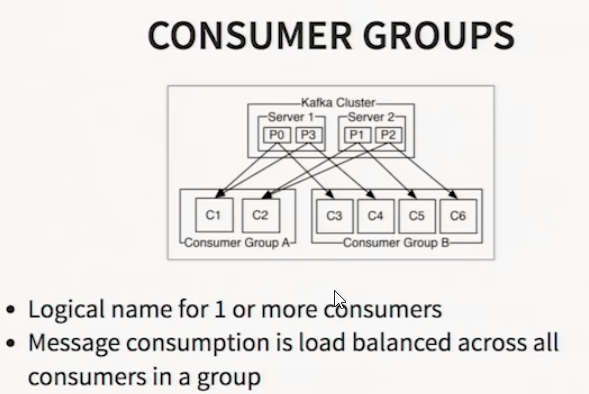 CONSUMER GROUPS
Kafka Cluster
Server 1 Server 2
P0 P3 P1 P2
C1 C2 C3 C4 C5 C6
Consumer Group A Consumer Group B
• Logical name for 1 or more consumers
• Message consumption is load balanced across all
consumers in a group